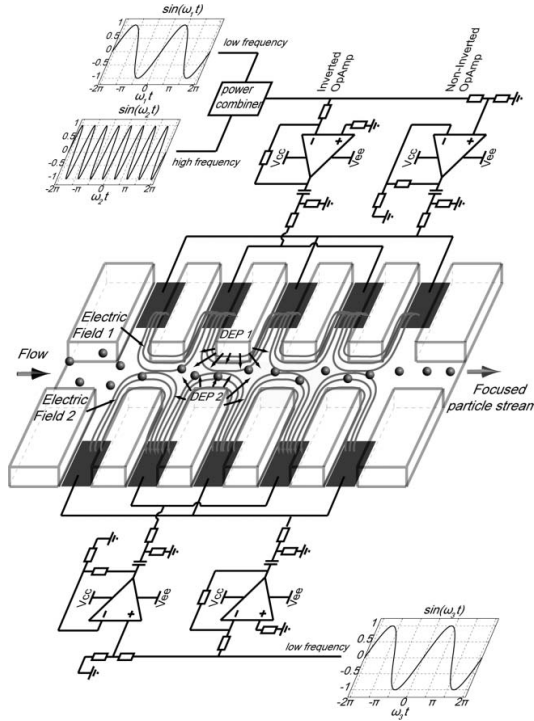 sin(ω₁t)
1
0.5
0
-0.5
-1
-2π
-π
0
π
2π
ω₁t
low frequency
sin(ω₂t)
1
0.5
0
-0.5
-1
-2π
-π
0
π
2π
ω₂t
high frequency
power
combiner
Inverted
OpAmp
Non-Inverted
OpAmp
Vcc
-
+
Vee
Vcc
-
+
Vee
Electric
Field 1
DEP 1
Flow
DEP 2
Electric
Field 2
Focused
particle stream
Vcc
-
+
Vee
Vcc
-
+
Vee
low frequency
sin(ω₃t)
1
0.5
0
-0.5
-1
-2π
π
0
π
2π
ω₃t